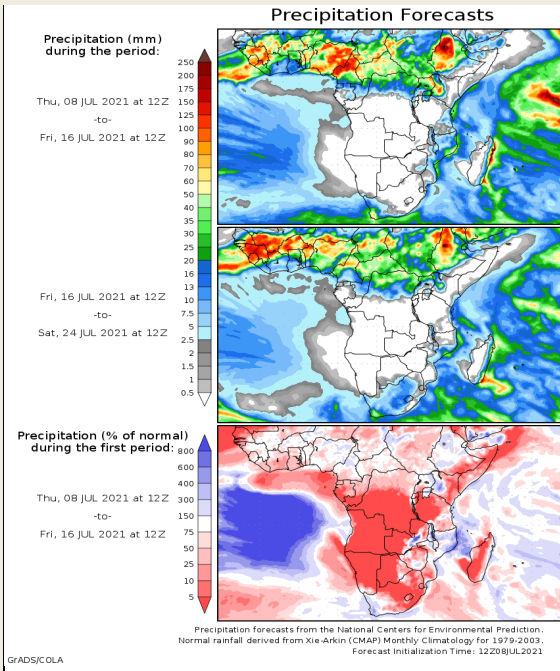 Precipitation Forecasts
Precipitation (mm)
during the period:
Thu, 08 JUL 2021 at 12Z
-to-
Fri, 16 JUL 2021 at 12Z
250
200
175
150
125
100
90
80
70
60
50
40
35
30
25
20
16
13
10
7.5
5
2.5
2
1.5
1
0.5
Fri, 16 JUL 2021 at 12Z
-to-
Sat, 24 JUL 2021 at 12Z
Precipitation (% of normal)
during the first period:
Thu, 08 JUL 2021 at 12Z
-to-
Fri, 16 JUL 2021 at 12Z
800
600
400
300
150
75
50
25
10
5
Precipitation forecasts from the National Centers for Environmental Prediction.
Normal rainfall derived from Xie-Arkin (CMAP) Monthly Climatology for 1979-2003.
Forecast Initialization Time: 12Z08JUL2021
GrADS/COLA